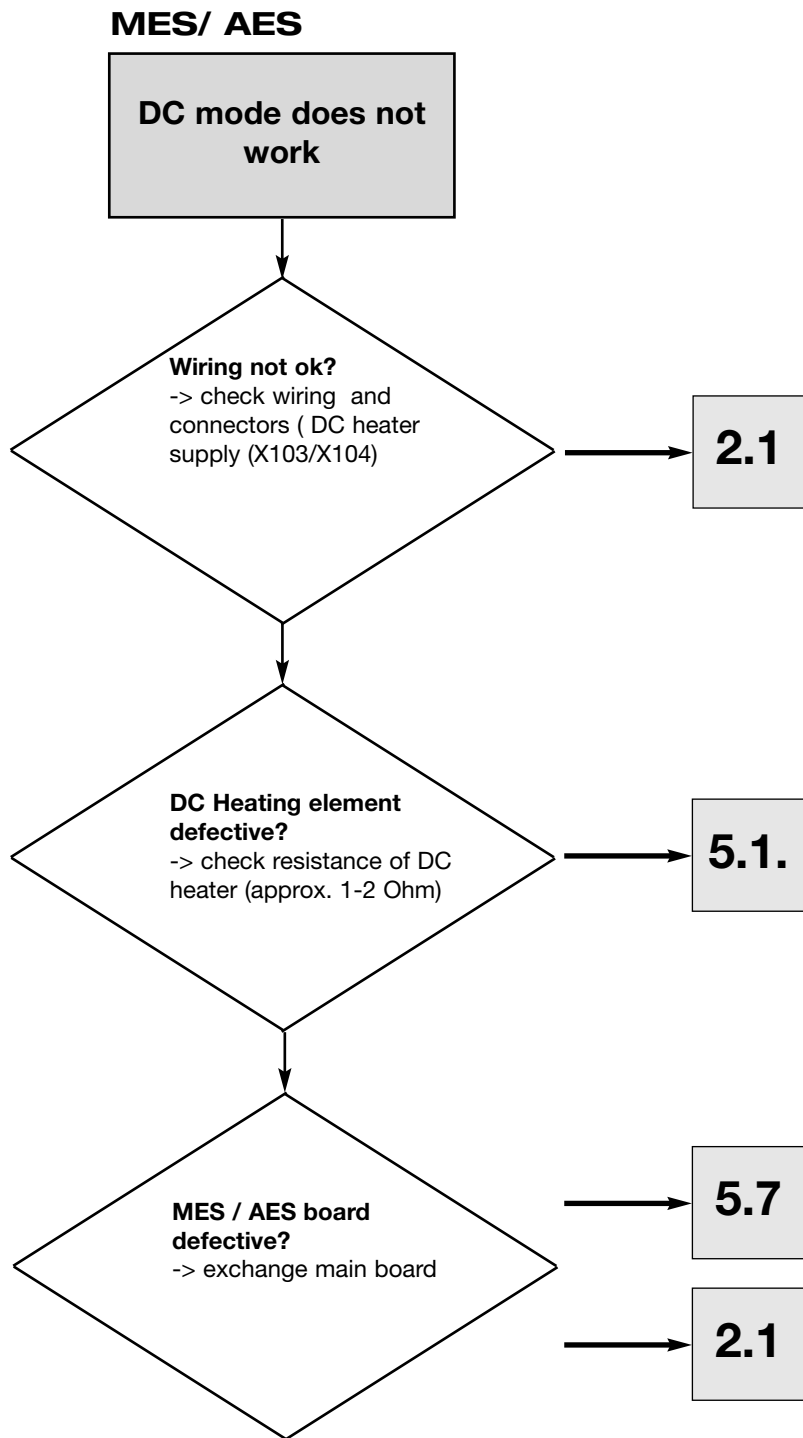 MES/ AES
DC mode does not
work
Wiring not ok?
-> check wiring and
connectors ( DC heater
supply (X103/X104)
2.1
DC Heating element
defective?
-> check resistance of DC
heater (approx. 1-2 Ohm)
5.1.
MES / AES board
defective?
-> exchange main board
5.7
2.1